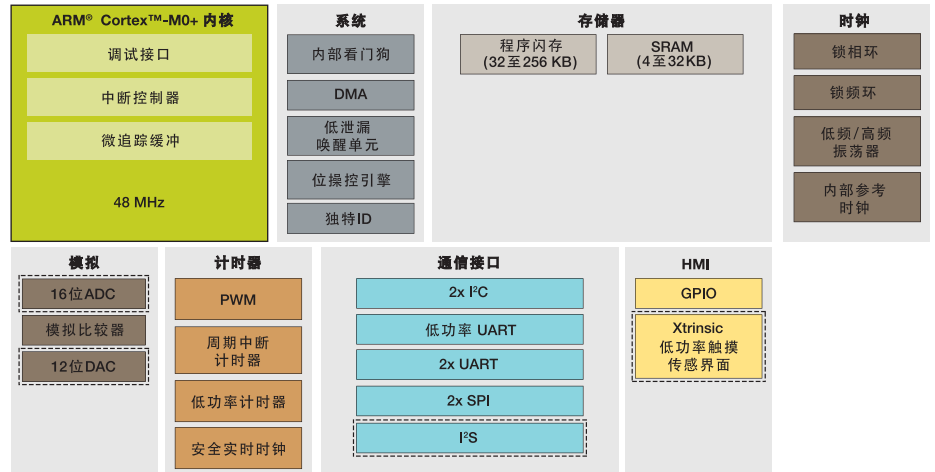 ARM® Cortex™-M0+ 内核
调试接口
中断控制器
微追踪缓冲
48 MHz
系统
内部看门狗
DMA
低泄漏
唤醒单元
位操控引擎
独特ID
存储器
程序闪存
(32至256 KB)
SRAM
(4至32KB)
时钟
锁相环
锁频环
低频/高频
振荡器
内部参考
时钟
模拟
16位ADC
模拟比较器
12位DAC
计时器
PWM
周期中断
计时器
低功率计时器
安全实时时钟
通信接口
2x I²C
低功率 UART
2x UART
2x SPI
I²S
HMI
GPIO
Xtrinsic
低功率触摸
传感界面